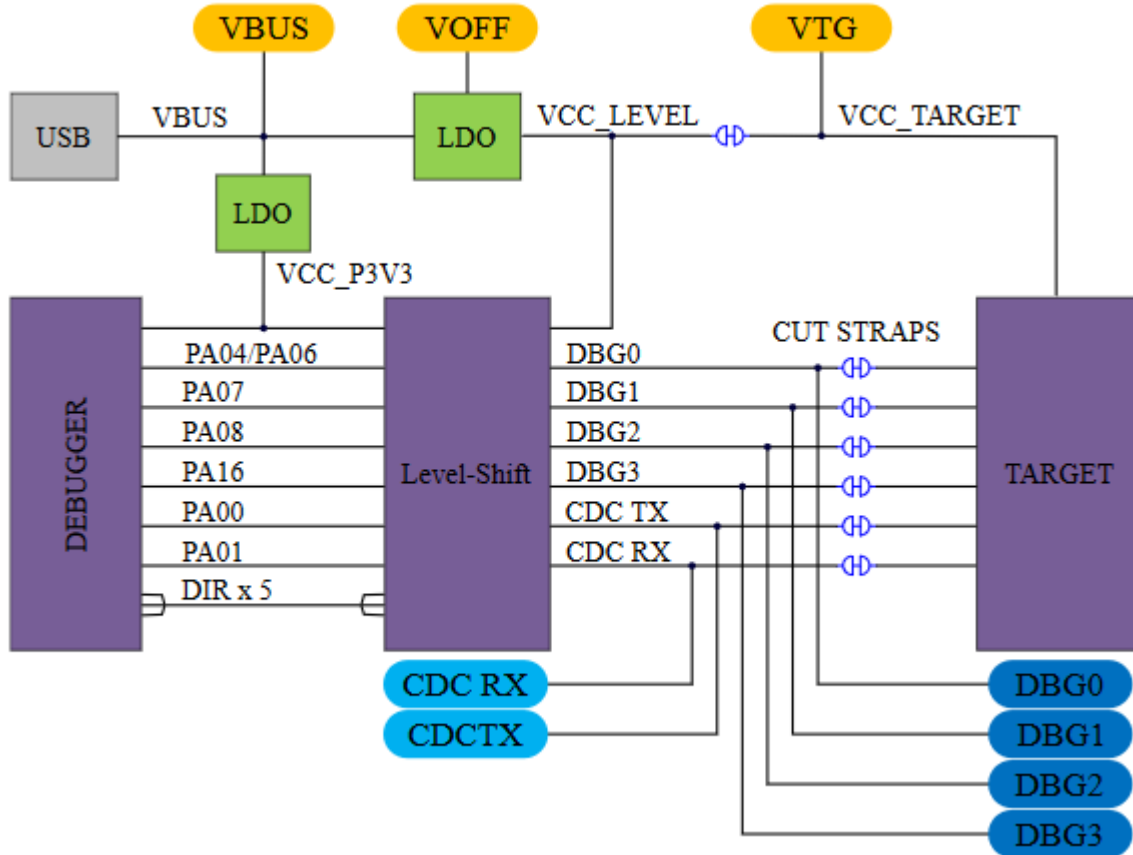 VBUS
VOFF
VTG
USB
VBUS
LDO
VCC_LEVEL
VCC_TARGET
LDO
VCC_P3V3
DEBUGGER
Level-Shift
TARGET
CUT STRAPS
PA04/PA06
DBG0
PA07
DBG1
PA08
DBG2
PA16
DBG3
PA00
CDC TX
PA01
CDC RX
DIR x 5
CDC RX
DBG0
CDCTX
DBG1
DBG2
DBG3